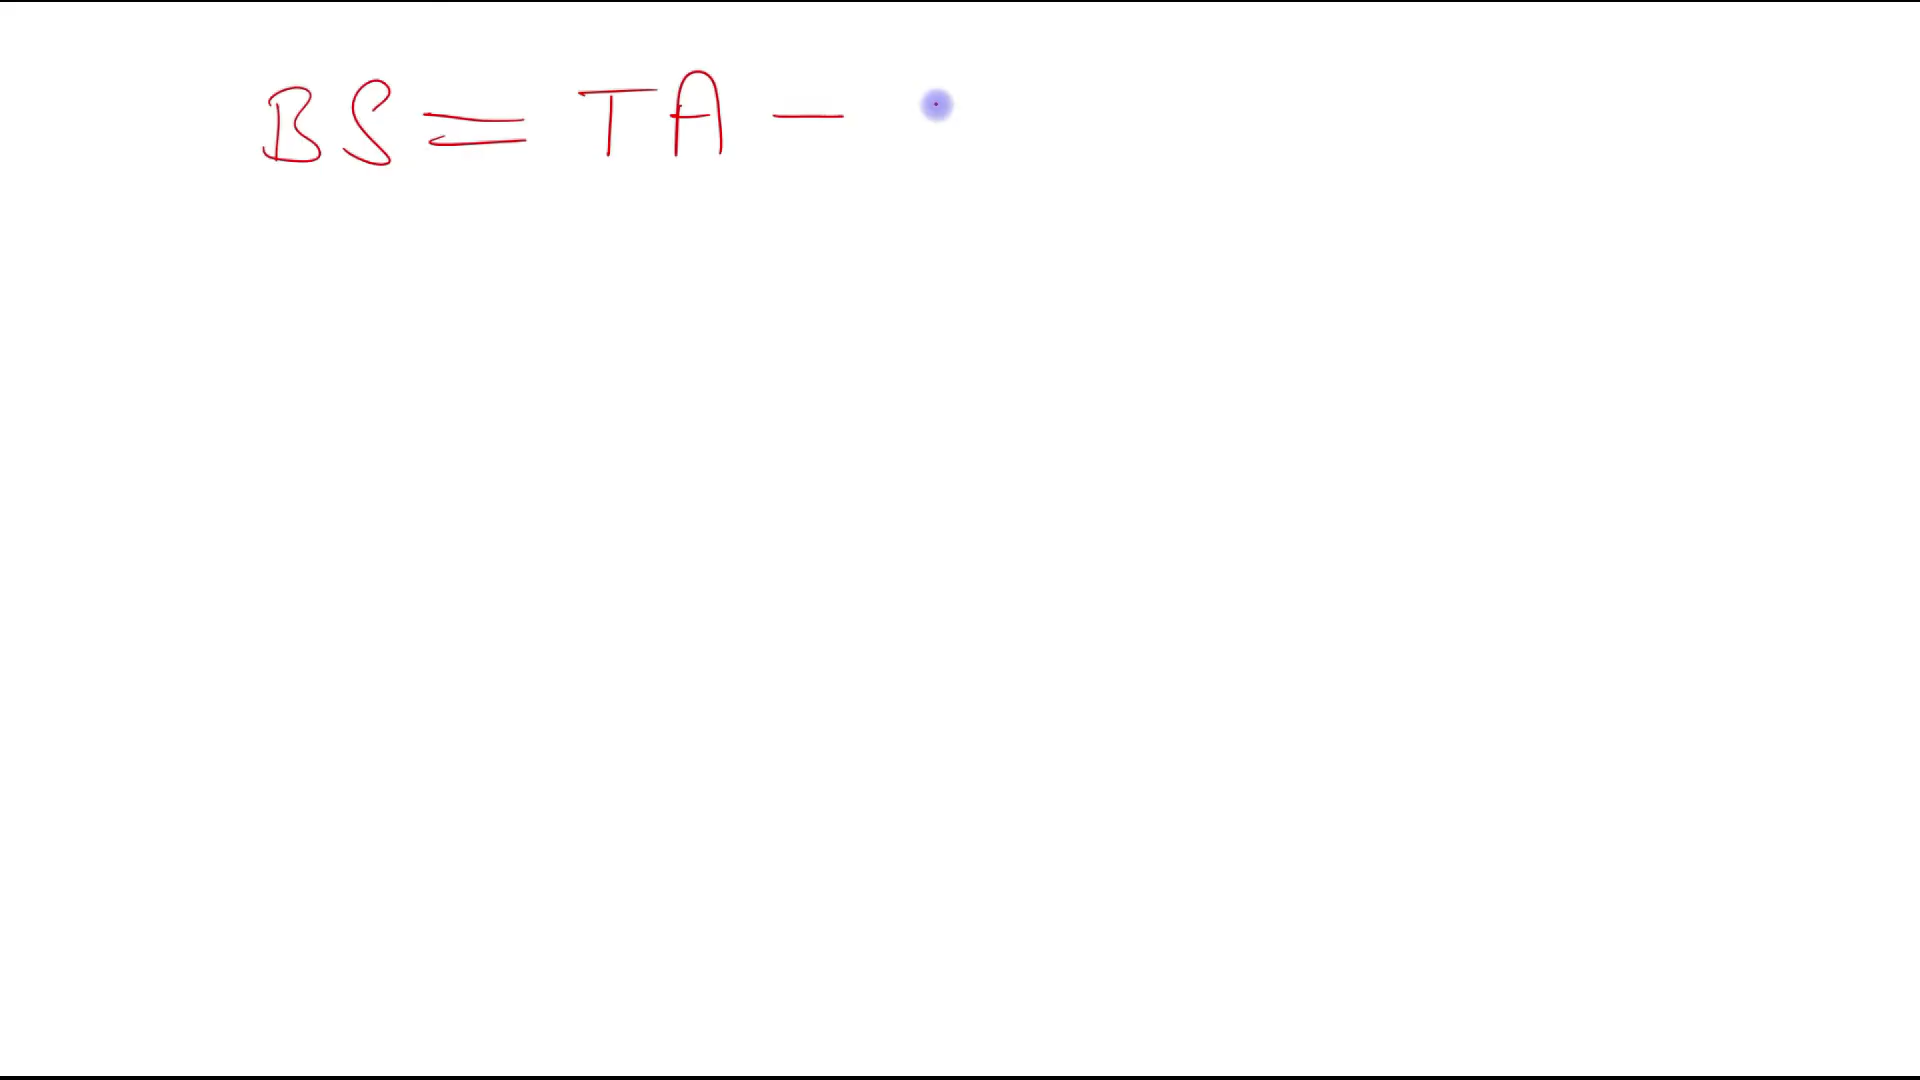 BS = TA -